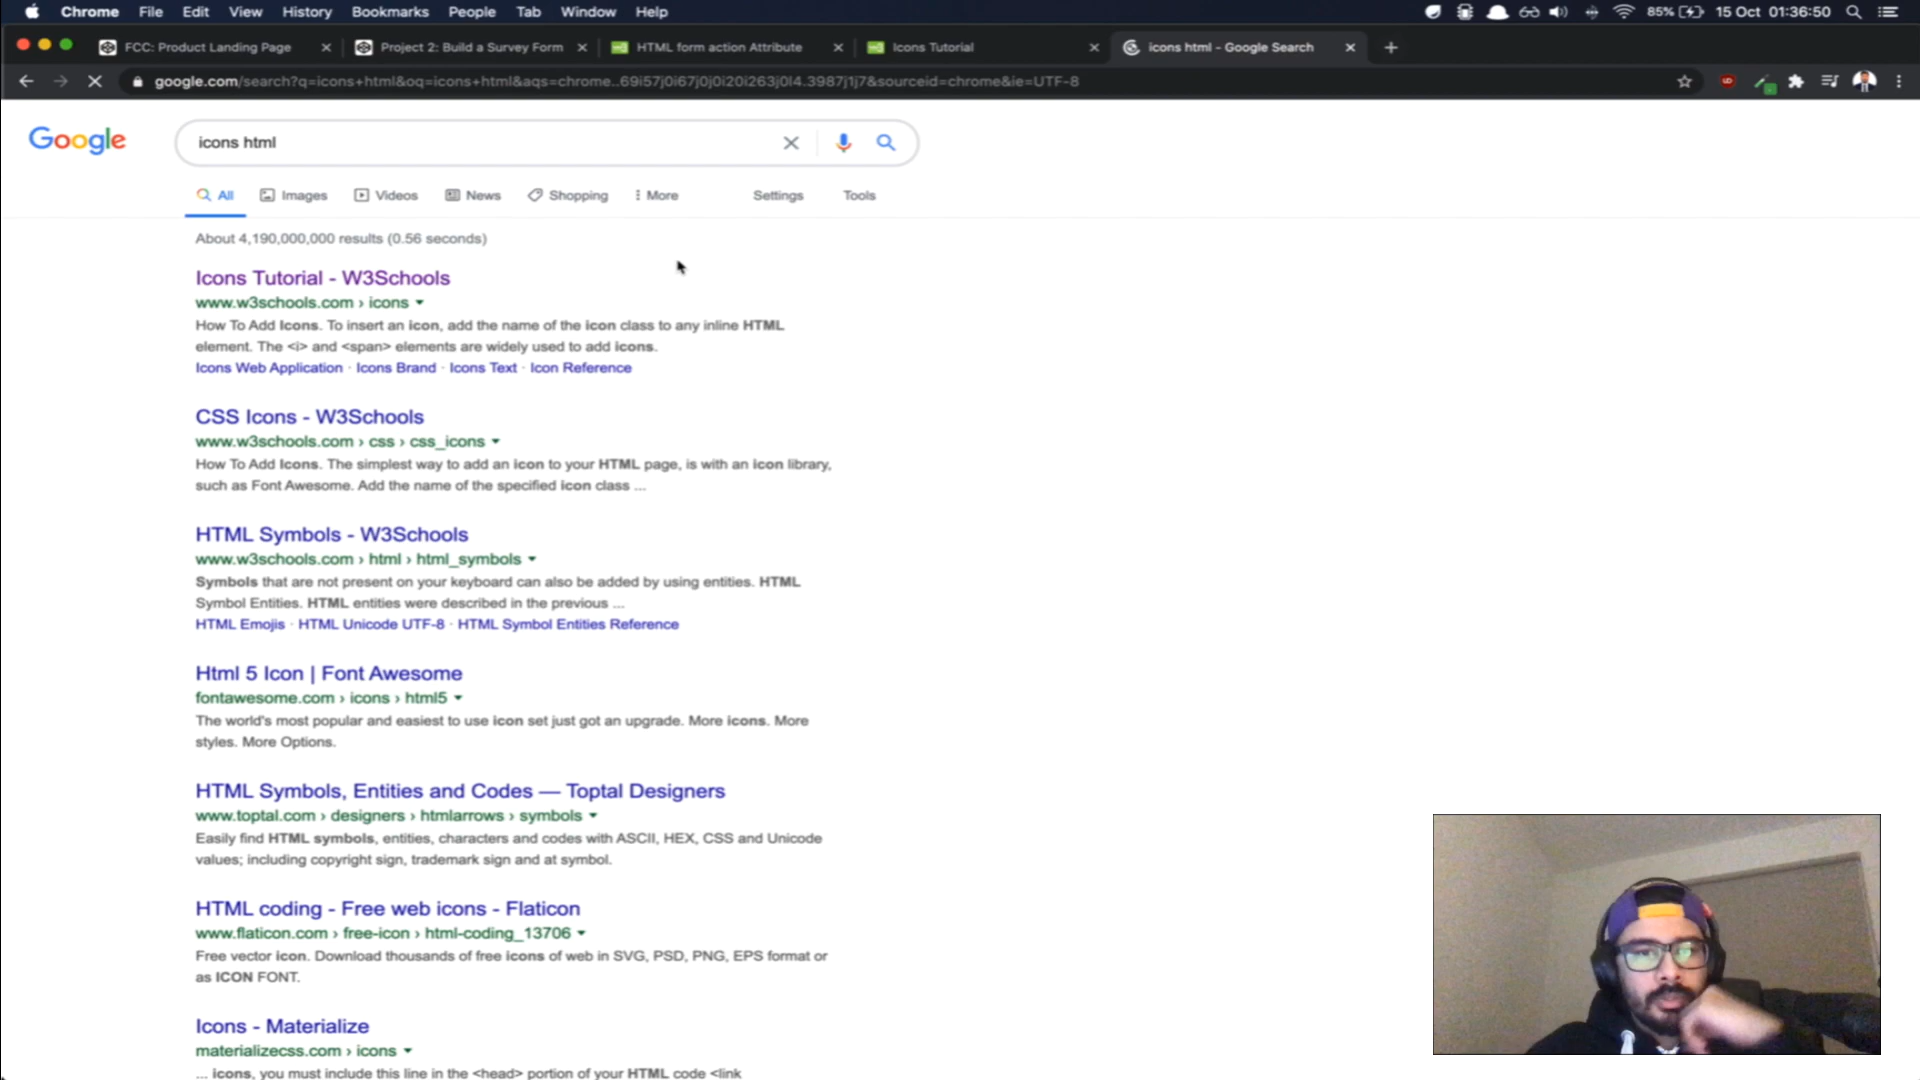 Chrome File Edit View History Bookmarks People Tab Window Help 85% 15 Oct 01:36:50
FCC: Product Landing Page Project 2: Build a Survey Form HTML form action Attribute Icons Tutorial icons html - Google Search
google.com/search?q=icons+html&oq=icons+html&aqs=chrome..69i57j0i67j0j0i20i263j0l4.3987j1j7&sourceid=chrome&ie=UTF-8
Google icons html
All Images Videos News Shopping More Settings Tools
About 4,190,000,000 results (0.56 seconds)
Icons Tutorial - W3Schools
www.w3schools.com › icons
How To Add Icons. To insert an icon, add the name of the icon class to any inline HTML
element. The <i> and <span> elements are widely used to add icons.
Icons Web Application · Icons Brand · Icons Text · Icon Reference
CSS Icons - W3Schools
www.w3schools.com › css › css_icons
How To Add Icons. The simplest way to add an icon to your HTML page, is with an icon library,
such as Font Awesome. Add the name of the specified icon class ...
HTML Symbols - W3Schools
www.w3schools.com › html › html_symbols
Symbols that are not present on your keyboard can also be added by using entities. HTML
Symbol Entities. HTML entities were described in the previous ...
HTML Emojis · HTML Unicode UTF-8 · HTML Symbol Entities Reference
Html 5 Icon | Font Awesome
fontawesome.com › icons › html5
The world's most popular and easiest to use icon set just got an upgrade. More icons. More
styles. More Options.
HTML Symbols, Entities and Codes — Toptal Designers
www.toptal.com › designers › htmlarrows › symbols
Easily find HTML symbols, entities, characters and codes with ASCII, HEX, CSS and Unicode
values; including copyright sign, trademark sign and at symbol.
HTML coding - Free web icons - Flaticon
www.flaticon.com › free-icon › html-coding_13706
Free vector icon. Download thousands of free icons of web in SVG, PSD, PNG, EPS format or
as ICON FONT.
Icons - Materialize
materializecss.com › icons
... icons, you must include this line in the <head> portion of your HTML code <link